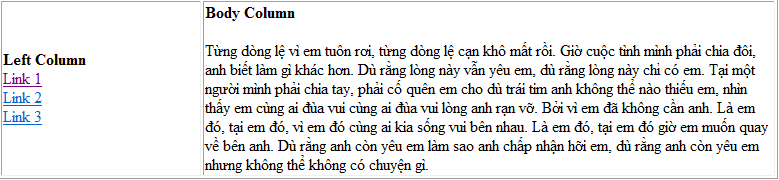 Left Column
Link 1
Link 2
Link 3
Body Column
Từng dòng lệ vì em tuôn rơi, từng dòng lệ cạn khô mất rồi. Giờ cuộc tình mình phải chia đôi,
anh biết làm gì khác hơn. Dù rằng lòng này vẫn yêu em, dù rằng lòng này chỉ có em. Tại một
người mình phải chia tay, phải cố quên em cho dù trái tim anh không thể nào thiếu em, nhìn
thấy em cùng ai đùa vui cùng ai đùa vui lòng anh rạn vỡ. Bởi vì em đã không cần anh. Là em
đó, tại em đó, vì em đó cùng ai kia sống vui bên nhau. Là em đó, tại em đó giờ em muốn quay
về bên anh. Dù rằng anh còn yêu em làm sao anh chấp nhận hỡi em, dù rằng anh còn yêu em
nhưng không thể không có chuyện gì.